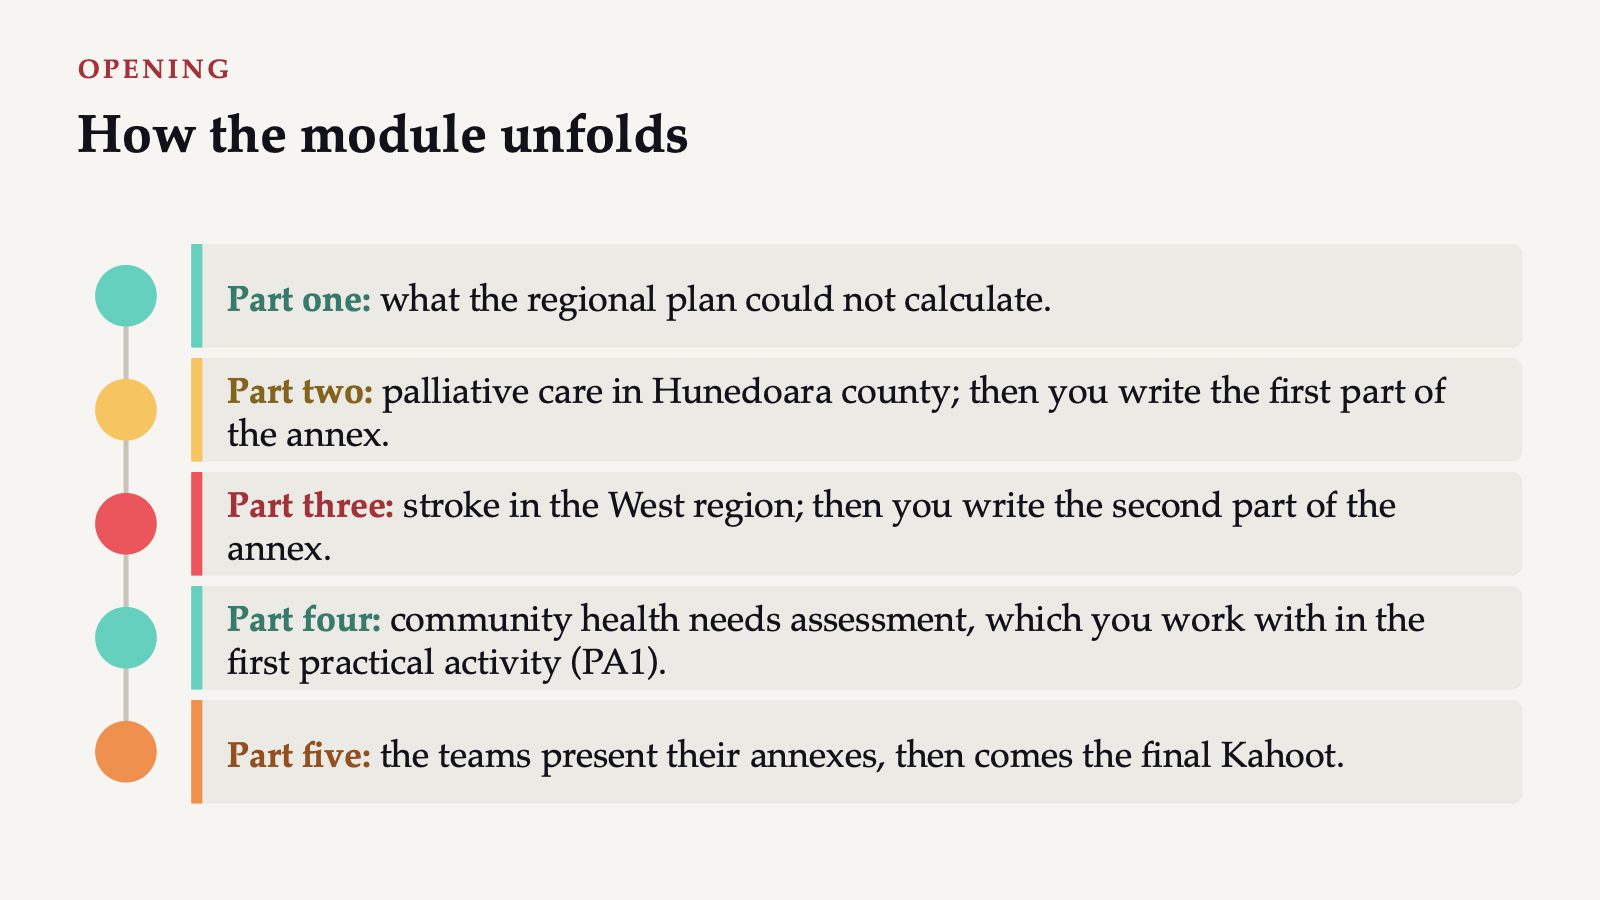 OPENING
How the module unfolds
Part one: what the regional plan could not calculate.
Part two: palliative care in Hunedoara county; then you write the first part of
the annex.
Part three: stroke in the West region; then you write the second part of the
annex.
Part four: community health needs assessment, which you work with in the
first practical activity (PA1).
Part five: the teams present their annexes, then comes the final Kahoot.